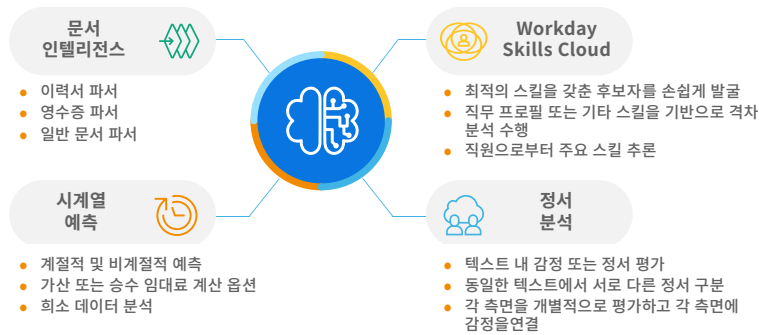 문서
인텔리전스
이력서 파서
영수증 파서
일반 문서 파서
Workday
Skills Cloud
최적의 스킬을 갖춘 후보자를 손쉽게 발굴
직무 프로필 또는 기타 스킬을 기반으로 격차
분석 수행
직원으로부터 주요 스킬 추론
시계열
예측
계절적 및 비계절적 예측
가산 또는 승수 임대료 계산 옵션
희소 데이터 분석
정서
분석
텍스트 내 감정 또는 정서 평가
동일한 텍스트에서 서로 다른 정서 구분
각 측면을 개별적으로 평가하고 각 측면에
감정을연결